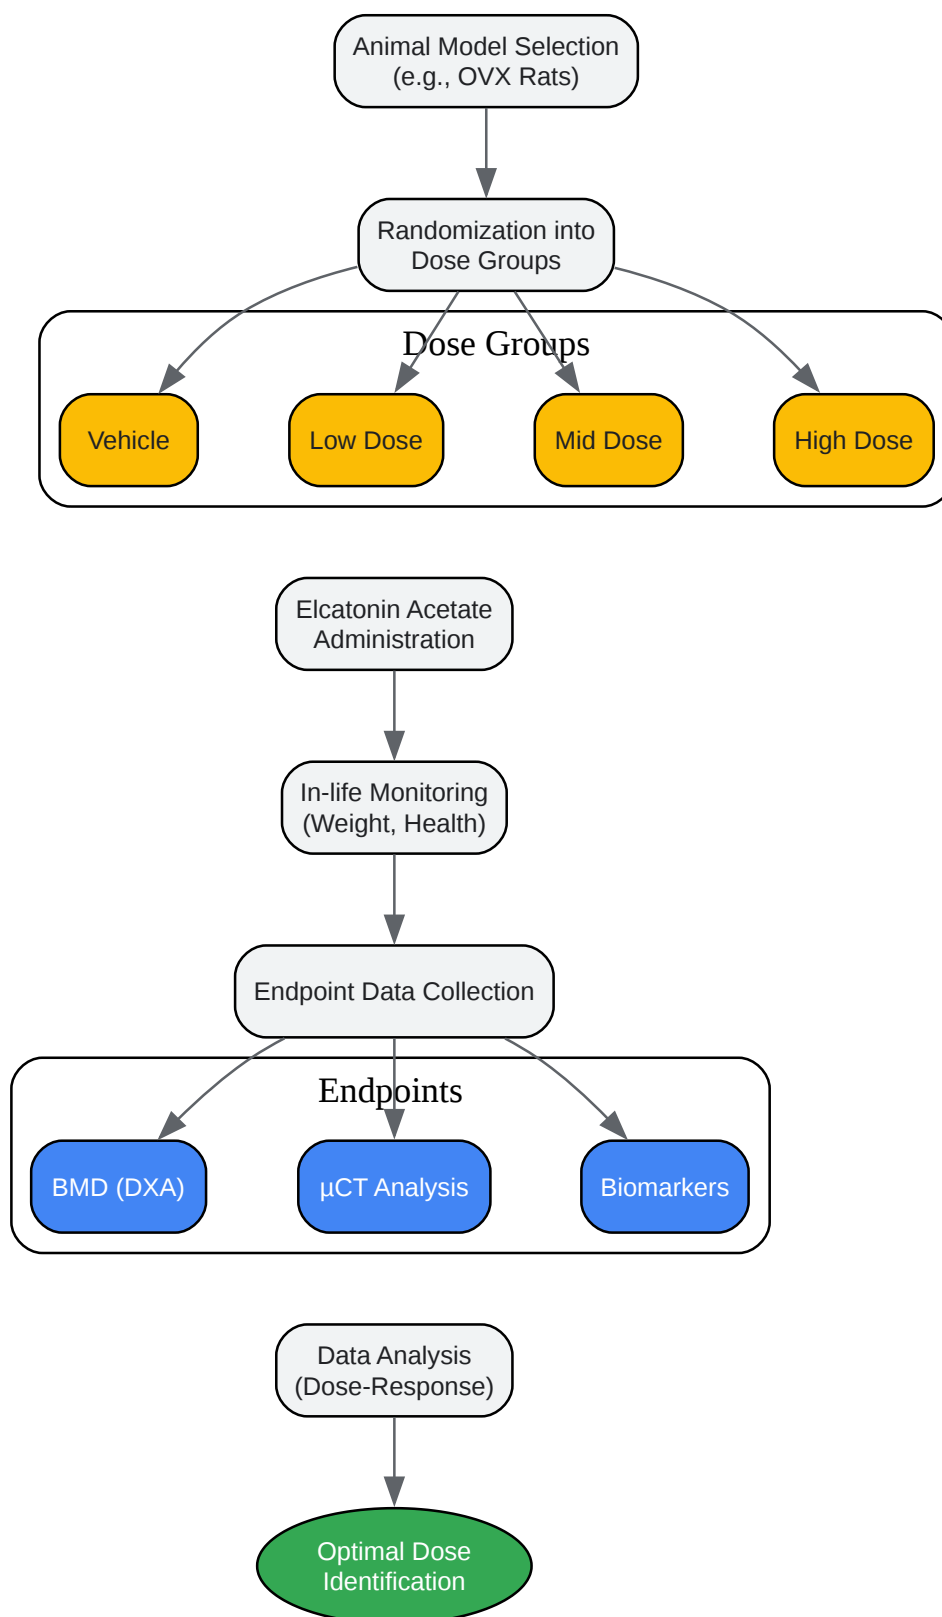 Animal Model Selection
(e.g., OVX Rats)
Randomization into
Dose Groups
Dose Groups
Vehicle
Low Dose
Mid Dose
High Dose
Elcatonin Acetate
Administration
In-life Monitoring
(Weight, Health)
Endpoint Data Collection
Endpoints
BMD (DXA)
µCT Analysis
Biomarkers
Data Analysis
(Dose-Response)
Optimal Dose
Identification